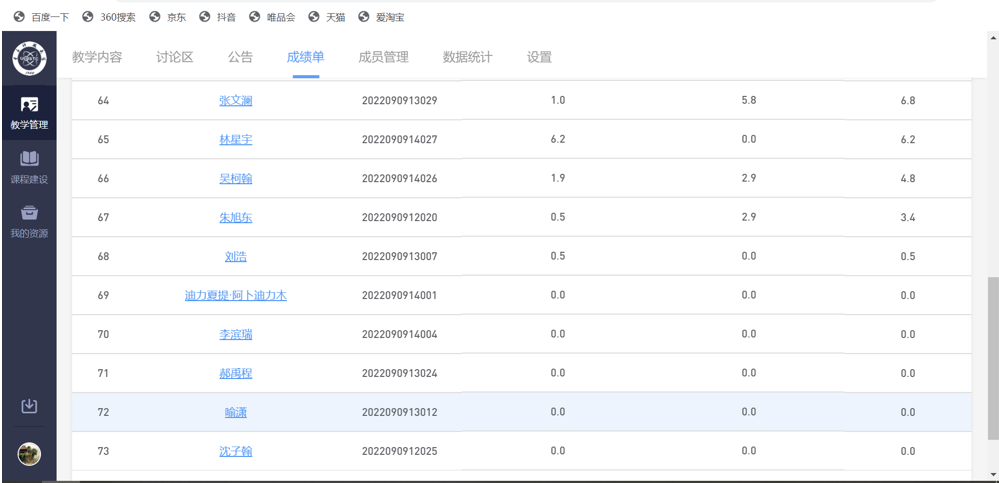 百度一下 360搜索 京东 抖音 唯品会 天猫 爱淘宝
教学内容 讨论区 公告 成绩单 成员管理 数据统计 设置
教学管理
课程建设
我的资源
64 张文澜 2022090913029 1.0 5.8 6.8
65 林星宇 2022090914027 6.2 0.0 6.2
66 吴柯翰 2022090914026 1.9 2.9 4.8
67 朱旭东 2022090912020 0.5 2.9 3.4
68 刘浩 2022090913007 0.5 0.0 0.5
69 迪力夏提·阿卜迪力木 2022090914001 0.0 0.0 0.0
70 李滨瑞 2022090914004 0.0 0.0 0.0
71 郝禹程 2022090913024 0.0 0.0 0.0
72 喻潇 2022090913012 0.0 0.0 0.0
73 沈子翰 2022090912025 0.0 0.0 0.0